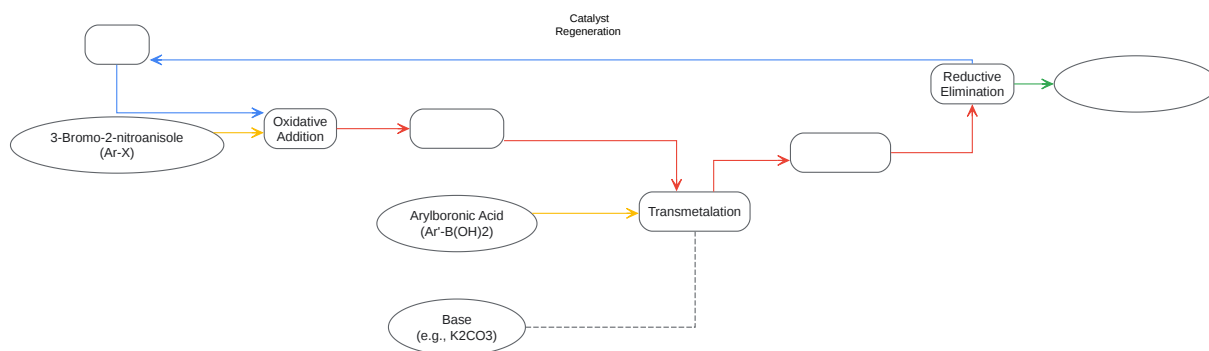 Catalyst
Regeneration
Reductive
Elimination
Oxidative
Addition
3-Bromo-2-nitroanisole
(Ar-X)
Transmetalation
Arylboronic Acid
(Ar'-B(OH)2)
Base
(e.g., K2CO3)